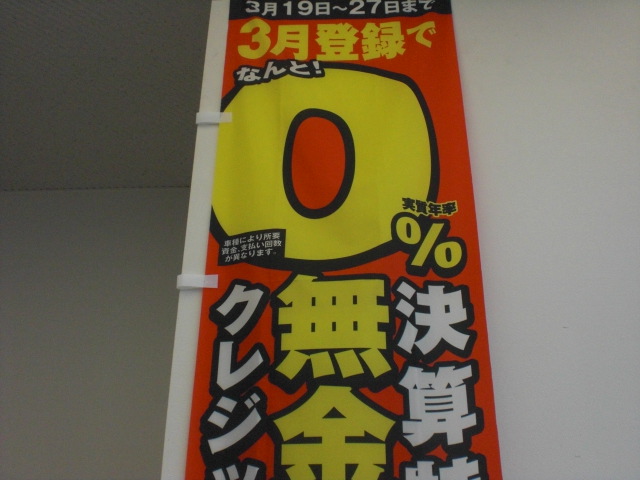 3月19日～27日まで
3月登録で
なんと!
0
実質年率
%
車種により所要
資金、支払い回数
が異なります。
決算特
無金
クレジッ